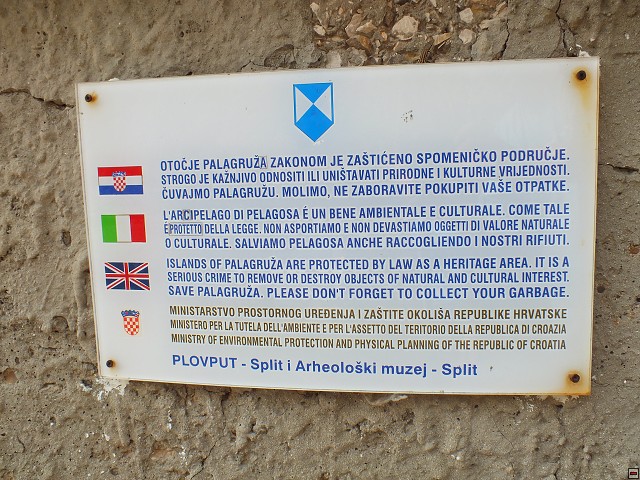 OTOČJE PALAGRUŽA ZAKONOM JE ZAŠTIĆENO SPOMENIČKO PODRUČJE.
STROGO JE KAŽNJIVO ODNOSITI ILI UNIŠTAVATI PRIRODNE I KULTURNE VRIJEDNOSTI.
ČUVAJMO PALAGRUŽU. MOLIMO, NE ZABORAVITE POKUPITI VAŠE OTPATKE.
L'ARCIPELAGO DI PELAGOSA É UN BENE AMBIENTALE E CULTURALE. COME TALE
É PROTETTO DELLA LEGGE. NON ASPORTIAMO E NON DEVASTIAMO OGGETTI DI VALORE NATURALE
O CULTURALE. SALVIAMO PELAGOSA ANCHE RACCOGLIENDO I NOSTRI RIFIUTI.
ISLANDS OF PALAGRUŽA ARE PROTECTED BY LAW AS A HERITAGE AREA. IT IS A
SERIOUS CRIME TO REMOVE OR DESTROY OBJECTS OF NATURAL AND CULTURAL INTEREST.
SAVE PALAGRUŽA. PLEASE DON'T FORGET TO COLLECT YOUR GARBAGE.
MINISTARSTVO PROSTORNOG UREĐENJA I ZAŠTITE OKOLIŠA REPUBLIKE HRVATSKE
MINISTERO PER LA TUTELA DELL'AMBIENTE E PER L'ASSETTO DEL TERITORIO DELLA REPUBLICA DI CROAZIA
MINISTRY OF ENVIRONMENTAL PROTECTION AND PHYSICAL PLANNING OF THE REPUBLIC OF CROATIA
PLOVPUT - Split i Arheološki muzej - Split